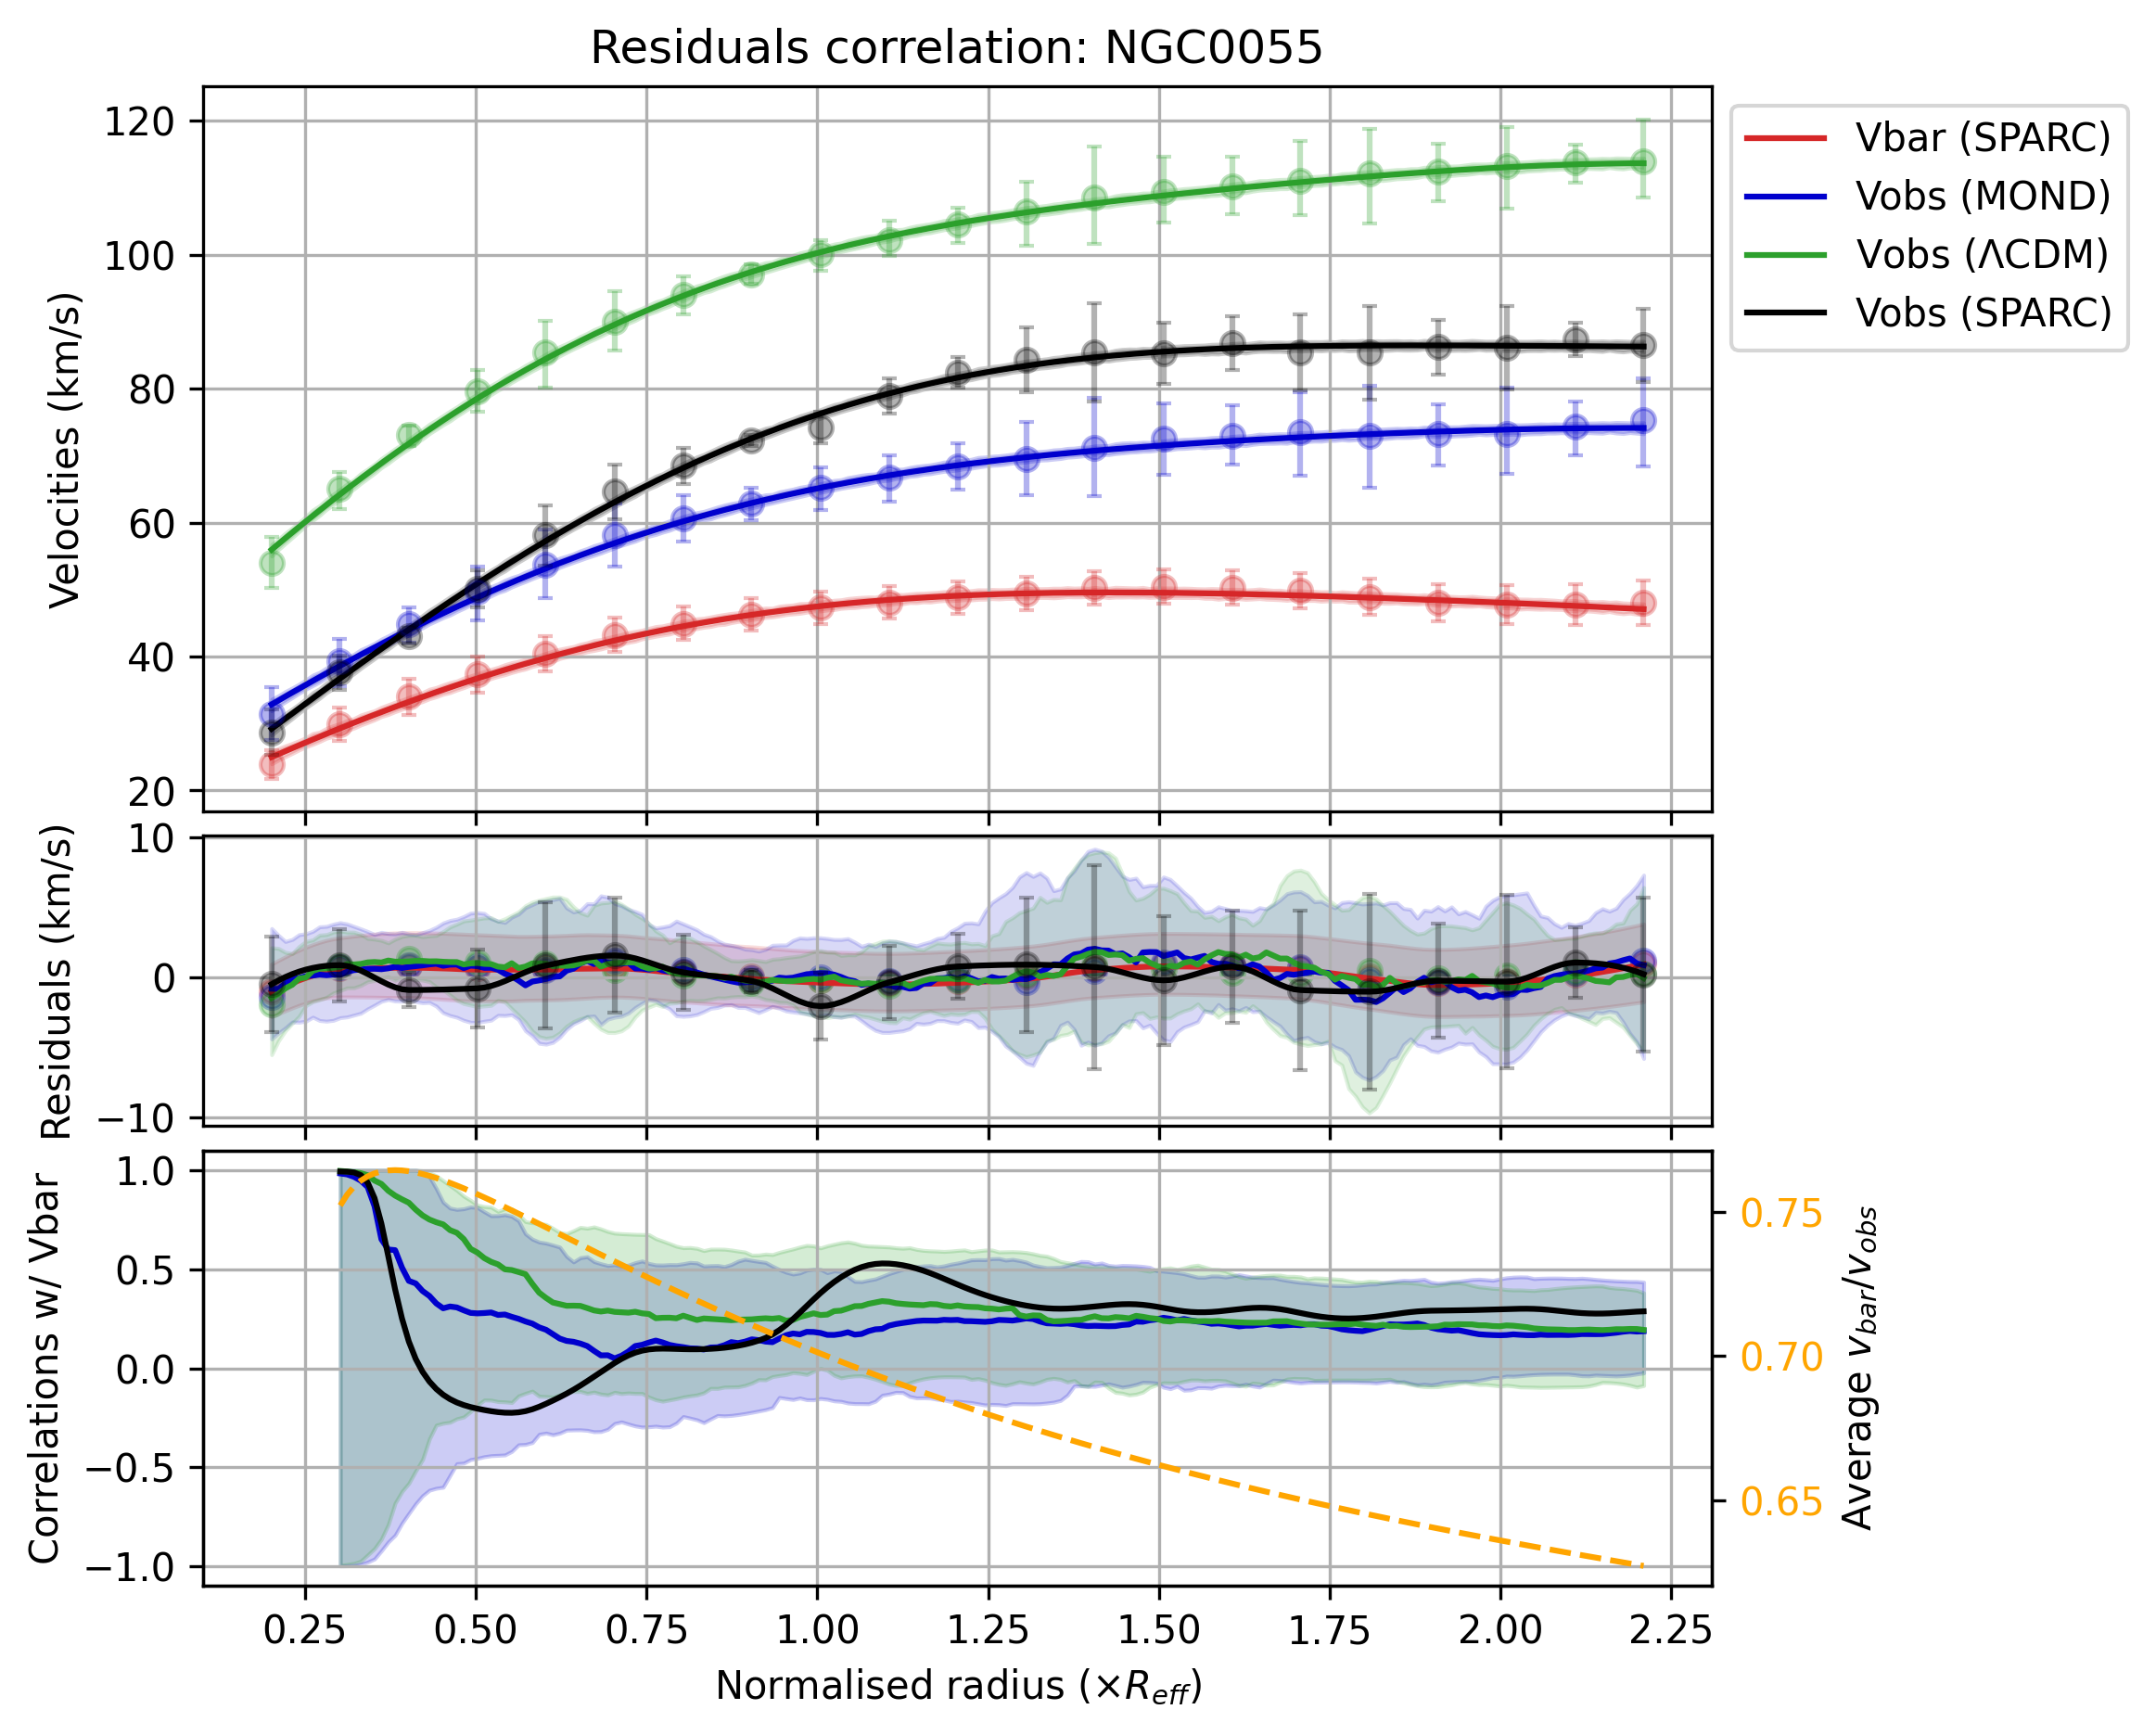 Residuals correlation: NGC0055
Velocities (km/s)
120
100
80
60
40
20
Vbar (SPARC)
Vobs (MOND)
Vobs (ΛCDM)
Vobs (SPARC)
Residuals (km/s)
10
0
−10
Correlations w/ Vbar
1.0
0.5
0.0
−0.5
−1.0
0.75
0.70
0.65
Average v_bar/v_obs
0.25 0.50 0.75 1.00 1.25 1.50 1.75 2.00 2.25
Normalised radius (×R_eff)